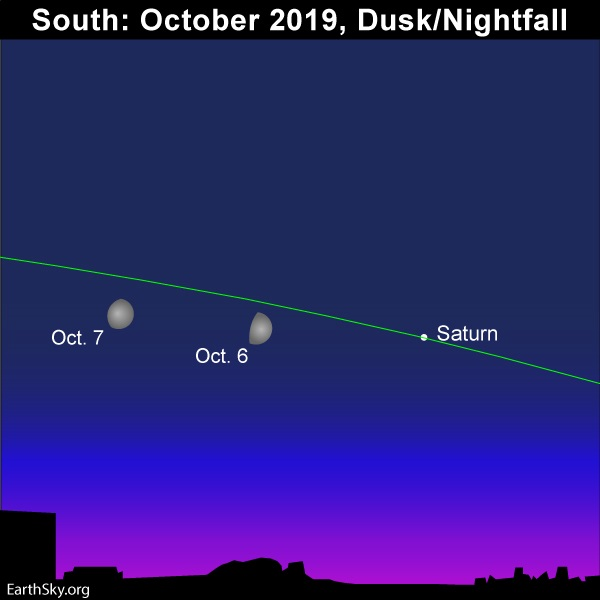 South: October 2019, Dusk/Nightfall
Saturn
Oct. 7
Oct. 6
EarthSky.org